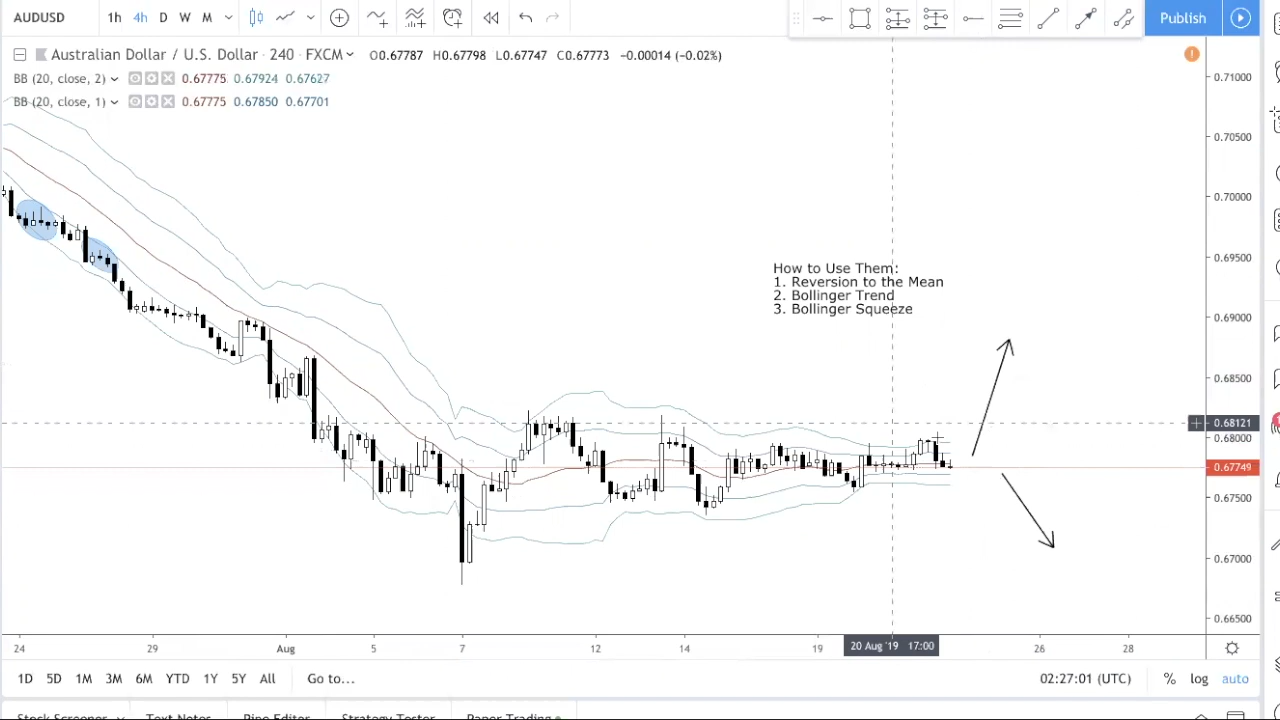 AUDUSD 1h 4h D W M Publish
Australian Dollar / U.S. Dollar · 240 · FXCM O0.67787 H0.67798 L0.67747 C0.67773 −0.00014 (−0.02%)
BB (20, close, 2) 0.67775 0.67924 0.67627
BB (20, close, 1) 0.67775 0.67850 0.67701
0.71000
0.70500
0.70000
0.69500
How to Use Them:
1. Reversion to the Mean
2. Bollinger Trend
3. Bollinger Squeeze
0.69000
0.68500
0.68121
0.68000
0.67749
0.67500
0.67000
0.66500
24 29 Aug 5 7 12 14 19 20 Aug '19 17:00 26 28
1D 5D 1M 3M 6M YTD 1Y 5Y All Go to... 02:27:01 (UTC) % log auto
Stock Screener Text Notes Pine Editor Strategy Tester Paper Trading